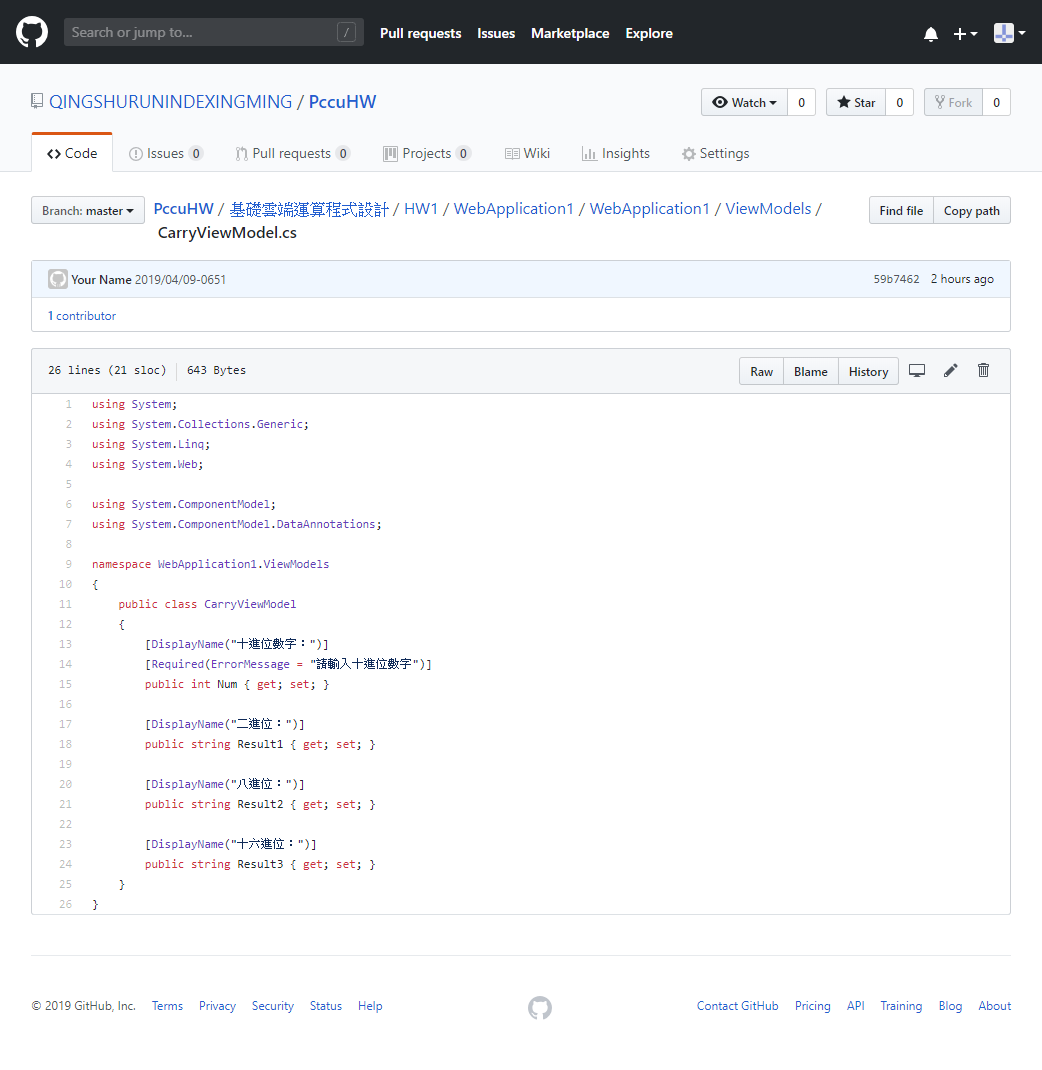 Search or jump to... /
Pull requests Issues Marketplace Explore
QINGSHURUNINDEXINGMING / PccuHW
Watch 0 Star 0 Fork 0
Code Issues 0 Pull requests 0 Projects 0 Wiki Insights Settings
Branch: master PccuHW / 基礎雲端運算程式設計 / HW1 / WebApplication1 / WebApplication1 / ViewModels / Find file Copy path
CarryViewModel.cs
Your Name 2019/04/09-0651 59b7462 2 hours ago
1 contributor
26 lines (21 sloc) 643 Bytes Raw Blame History
1 using System;
2 using System.Collections.Generic;
3 using System.Linq;
4 using System.Web;
5
6 using System.ComponentModel;
7 using System.ComponentModel.DataAnnotations;
8
9 namespace WebApplication1.ViewModels
10 {
11 public class CarryViewModel
12 {
13 [DisplayName("十進位數字：")]
14 [Required(ErrorMessage = "請輸入十進位數字")]
15 public int Num { get; set; }
16
17 [DisplayName("二進位：")]
18 public string Result1 { get; set; }
19
20 [DisplayName("八進位：")]
21 public string Result2 { get; set; }
22
23 [DisplayName("十六進位：")]
24 public string Result3 { get; set; }
25 }
26 }
© 2019 GitHub, Inc. Terms Privacy Security Status Help Contact GitHub Pricing API Training Blog About